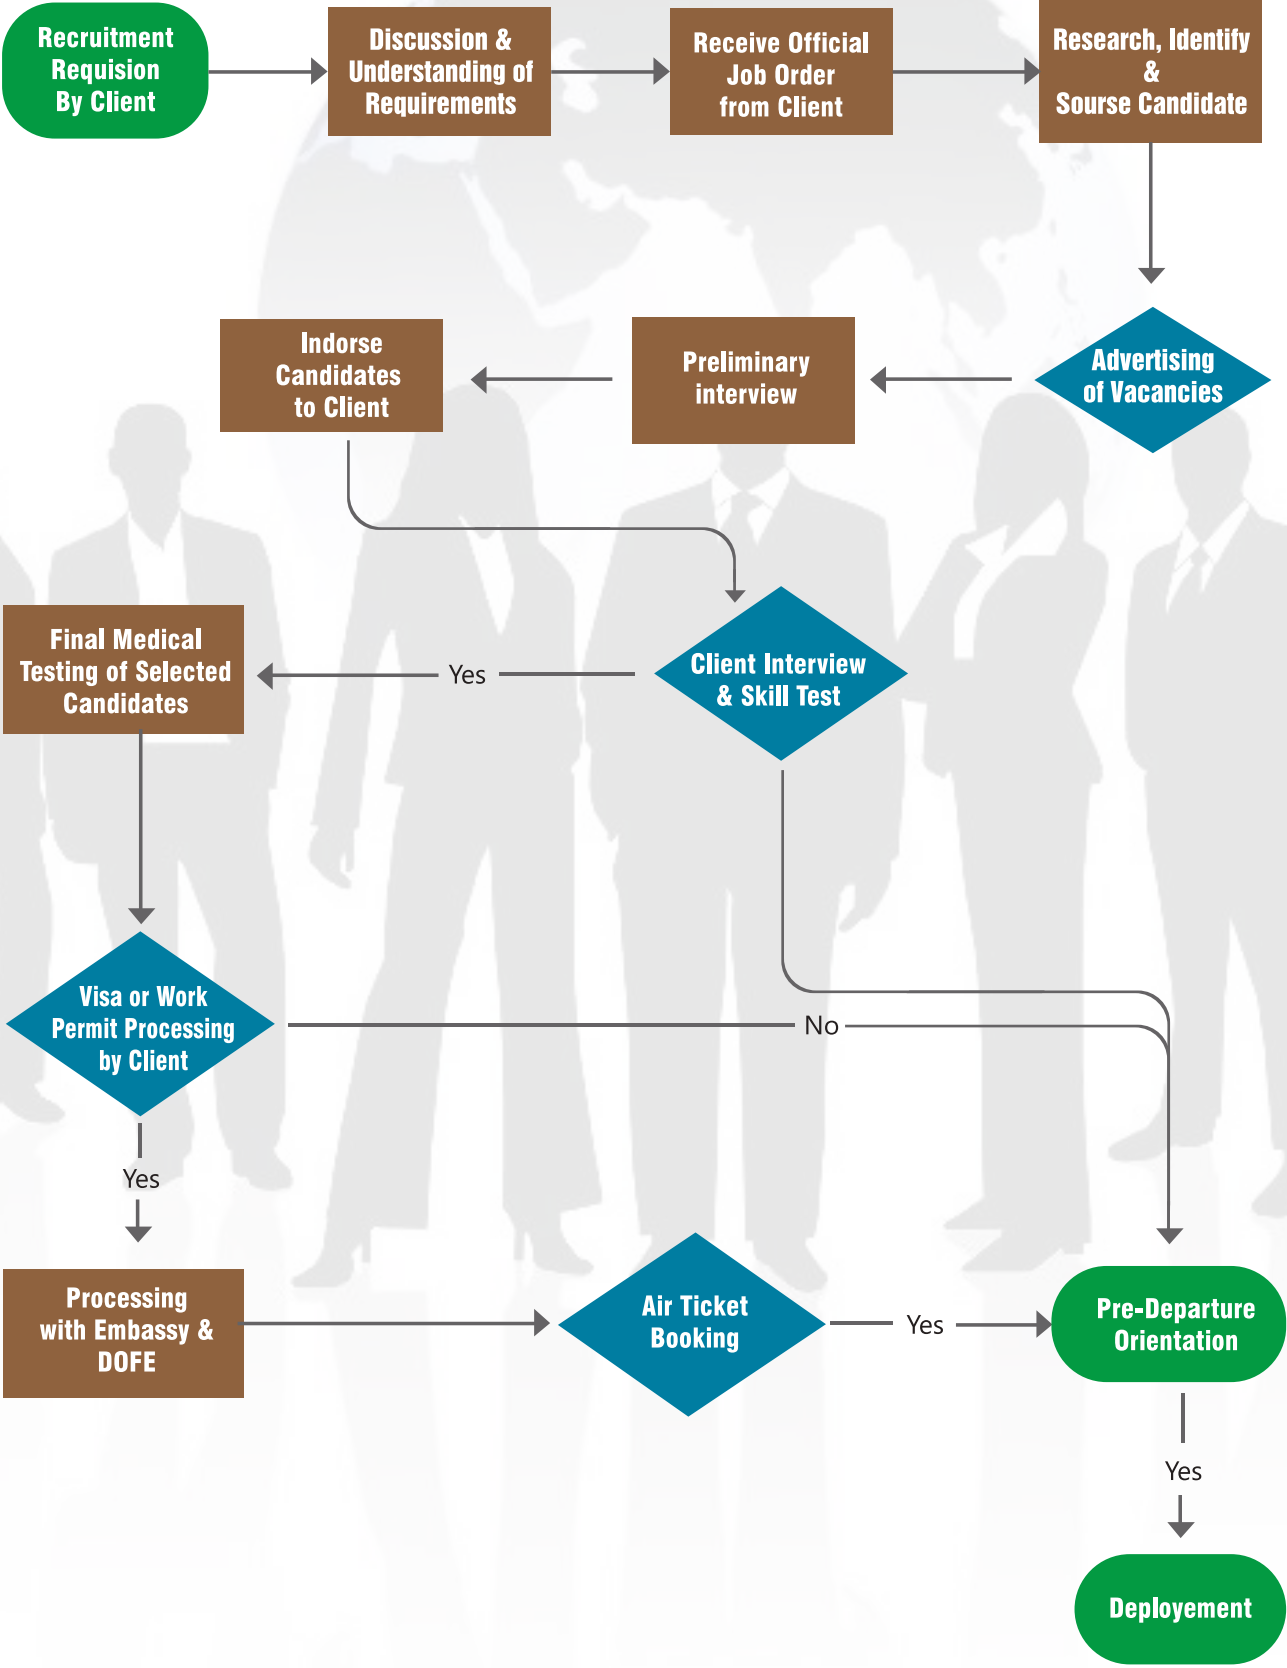 Recruitment
Requision
By Client
Discussion &
Understanding of
Requirements
Receive Official
Job Order
from Client
Research, Identify
&
Sourse Candidate
Advertising
of Vacancies
Preliminary
interview
Indorse
Candidates
to Client
Client Interview
& Skill Test
Yes
Final Medical
Testing of Selected
Candidates
Visa or Work
Permit Processing
by Client
No
Yes
Processing
with Embassy &
DOFE
Air Ticket
Booking
Yes
Pre-Departure
Orientation
Yes
Deployement